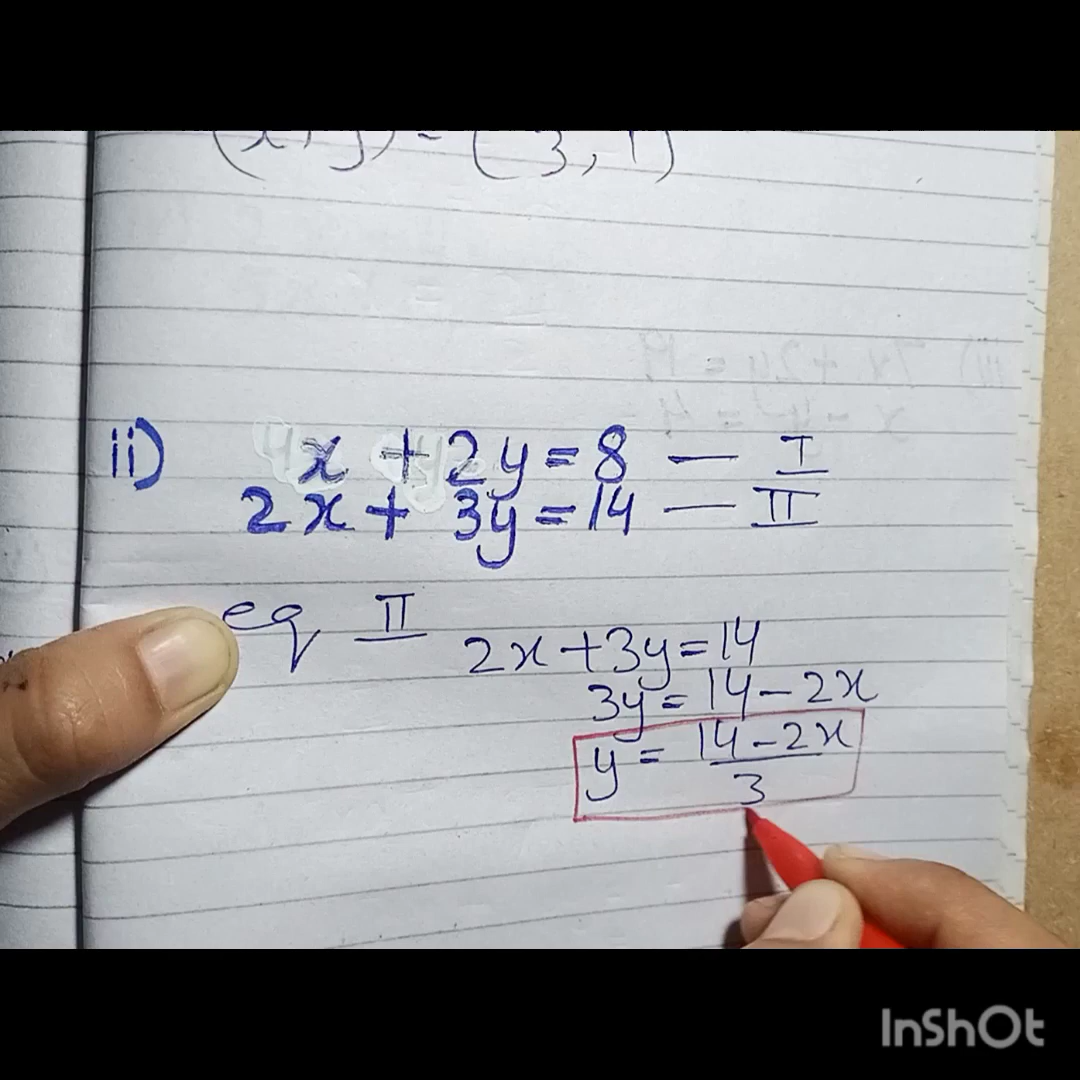 ii) x + 2y = 8 — I
2x + 3y = 14 — II
eq II
2x + 3y = 14
3y = 14 - 2x
y = 14 - 2x / 3
InShOt